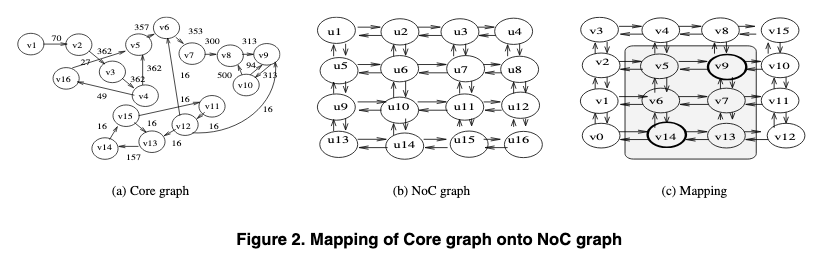 v1
70
v2
362
27
v16
v3
362
v4
49
362
v5
357
v6
353
v7
300
v8
313
v9
94
500
313
v10
16
16
v11
v15
16
16
v12
16
16
v14
v13
16
157
(a) Core graph
u1 u2 u3 u4
u5 u6 u7 u8
u9 u10 u11 u12
u13 u14 u15 u16
(b) NoC graph
v3 v4 v8 v15
v2 v5 v9 v10
v1 v6 v7 v11
v0 v14 v13 v12
(c) Mapping
Figure 2. Mapping of Core graph onto NoC graph